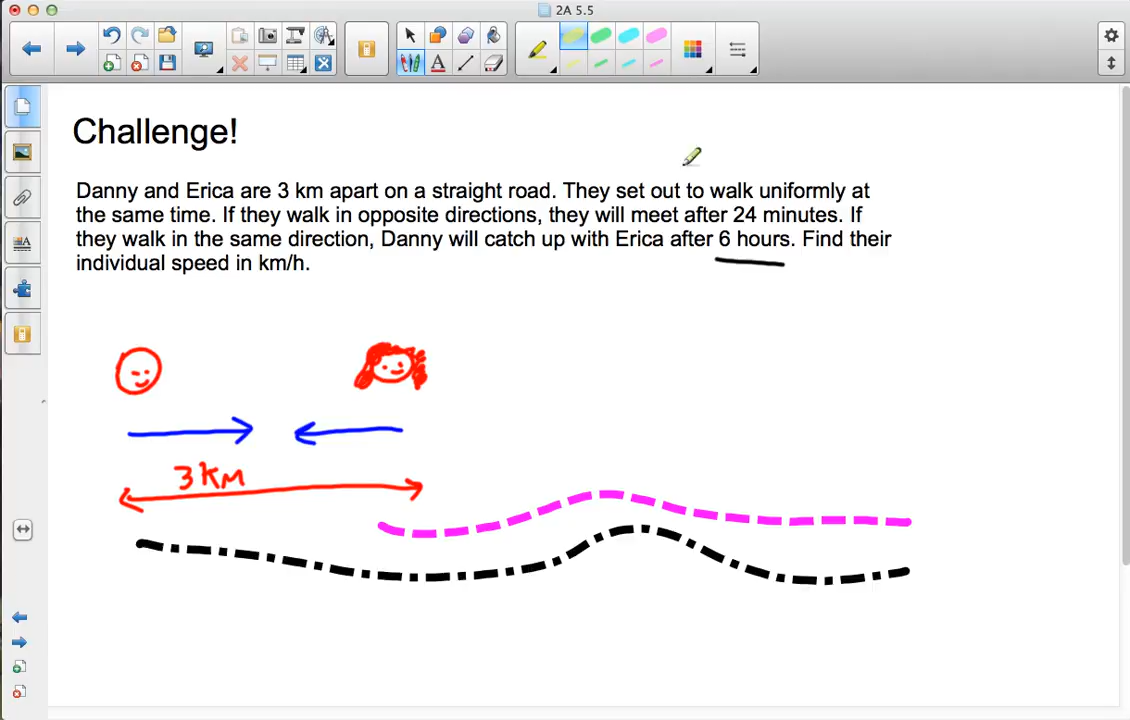 2A 5.5
Challenge!
Danny and Erica are 3 km apart on a straight road. They set out to walk uniformly at
the same time. If they walk in opposite directions, they will meet after 24 minutes. If
they walk in the same direction, Danny will catch up with Erica after 6 hours. Find their
individual speed in km/h.
3 KM